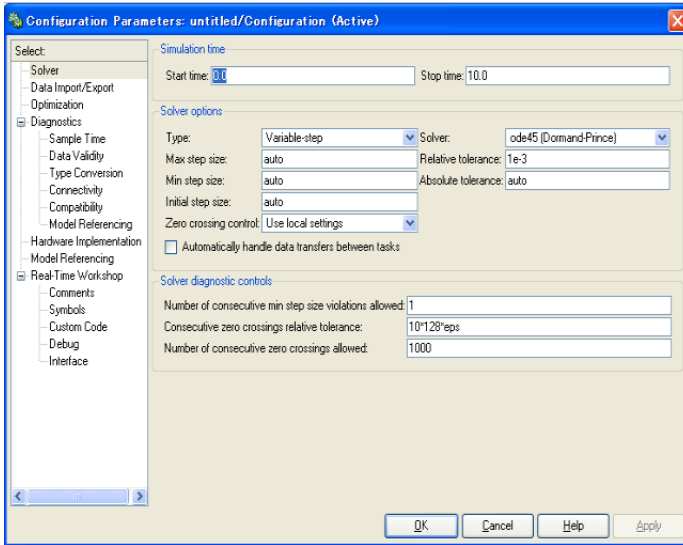 Configuration Parameters: untitled/Configuration (Active)
Select:
Solver
Data Import/Export
Optimization
Diagnostics
Sample Time
Data Validity
Type Conversion
Connectivity
Compatibility
Model Referencing
Hardware Implementation
Model Referencing
Real-Time Workshop
Comments
Symbols
Custom Code
Debug
Interface
Simulation time
Start time: 0.0 Stop time: 10.0
Solver options
Type: Variable-step Solver: ode45 (Dormand-Prince)
Max step size: auto Relative tolerance: 1e-3
Min step size: auto Absolute tolerance: auto
Initial step size: auto
Zero crossing control: Use local settings
Automatically handle data transfers between tasks
Solver diagnostic controls
Number of consecutive min step size violations allowed: 1
Consecutive zero crossings relative tolerance: 10*128*eps
Number of consecutive zero crossings allowed: 1000
OK Cancel Help Apply